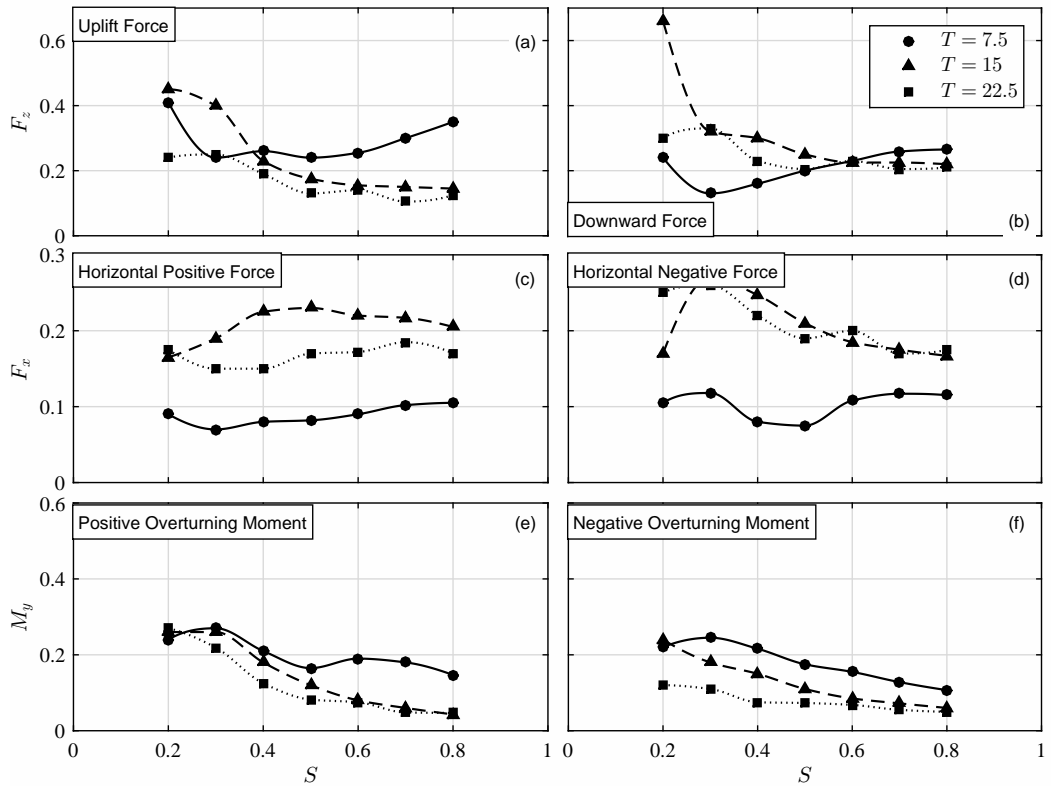 Uplift Force
(a)
0.6
0.4
0.2
0
F_z
T = 7.5
T = 15
T = 22.5
Downward Force
(b)
Horizontal Positive Force
(c)
0.3
0.2
0.1
0
F_x
Horizontal Negative Force
(d)
Positive Overturning Moment
(e)
0.6
0.4
0.2
0
M_y
0 0.2 0.4 0.6 0.8 1
S
Negative Overturning Moment
(f)
0 0.2 0.4 0.6 0.8 1
S